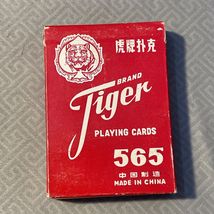 虎牌扑克
BRAND
Tiger
PLAYING CARDS
565
中国制造
MADE IN CHINA